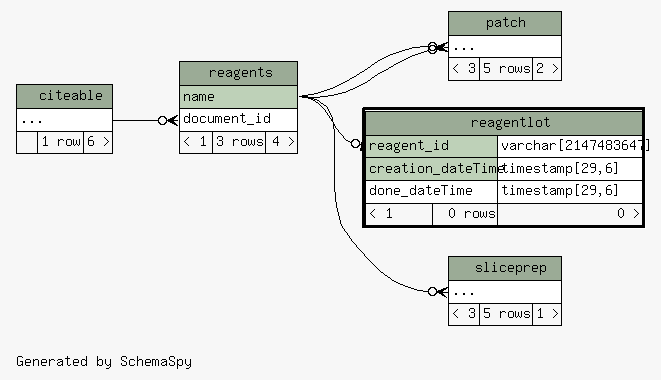 patch
...
< 3 5 rows 2 >
reagents
name
document_id
< 1 3 rows 4 >
citeable
...
1 row 6 >
reagentlot
reagent_id varchar[2147483647]
creation_dateTime timestamp[29,6]
done_dateTime timestamp[29,6]
< 1 0 rows 0 >
sliceprep
...
< 3 5 rows 1 >
Generated by SchemaSpy